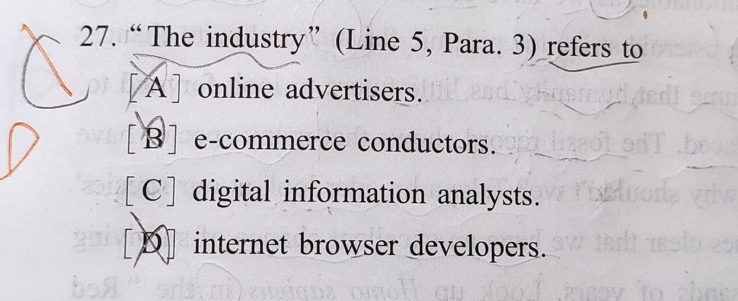 27. “The industry” (Line 5, Para. 3) refers to
C [A] online advertisers.
[B] e-commerce conductors.
D [C] digital information analysts.
[D] internet browser developers.